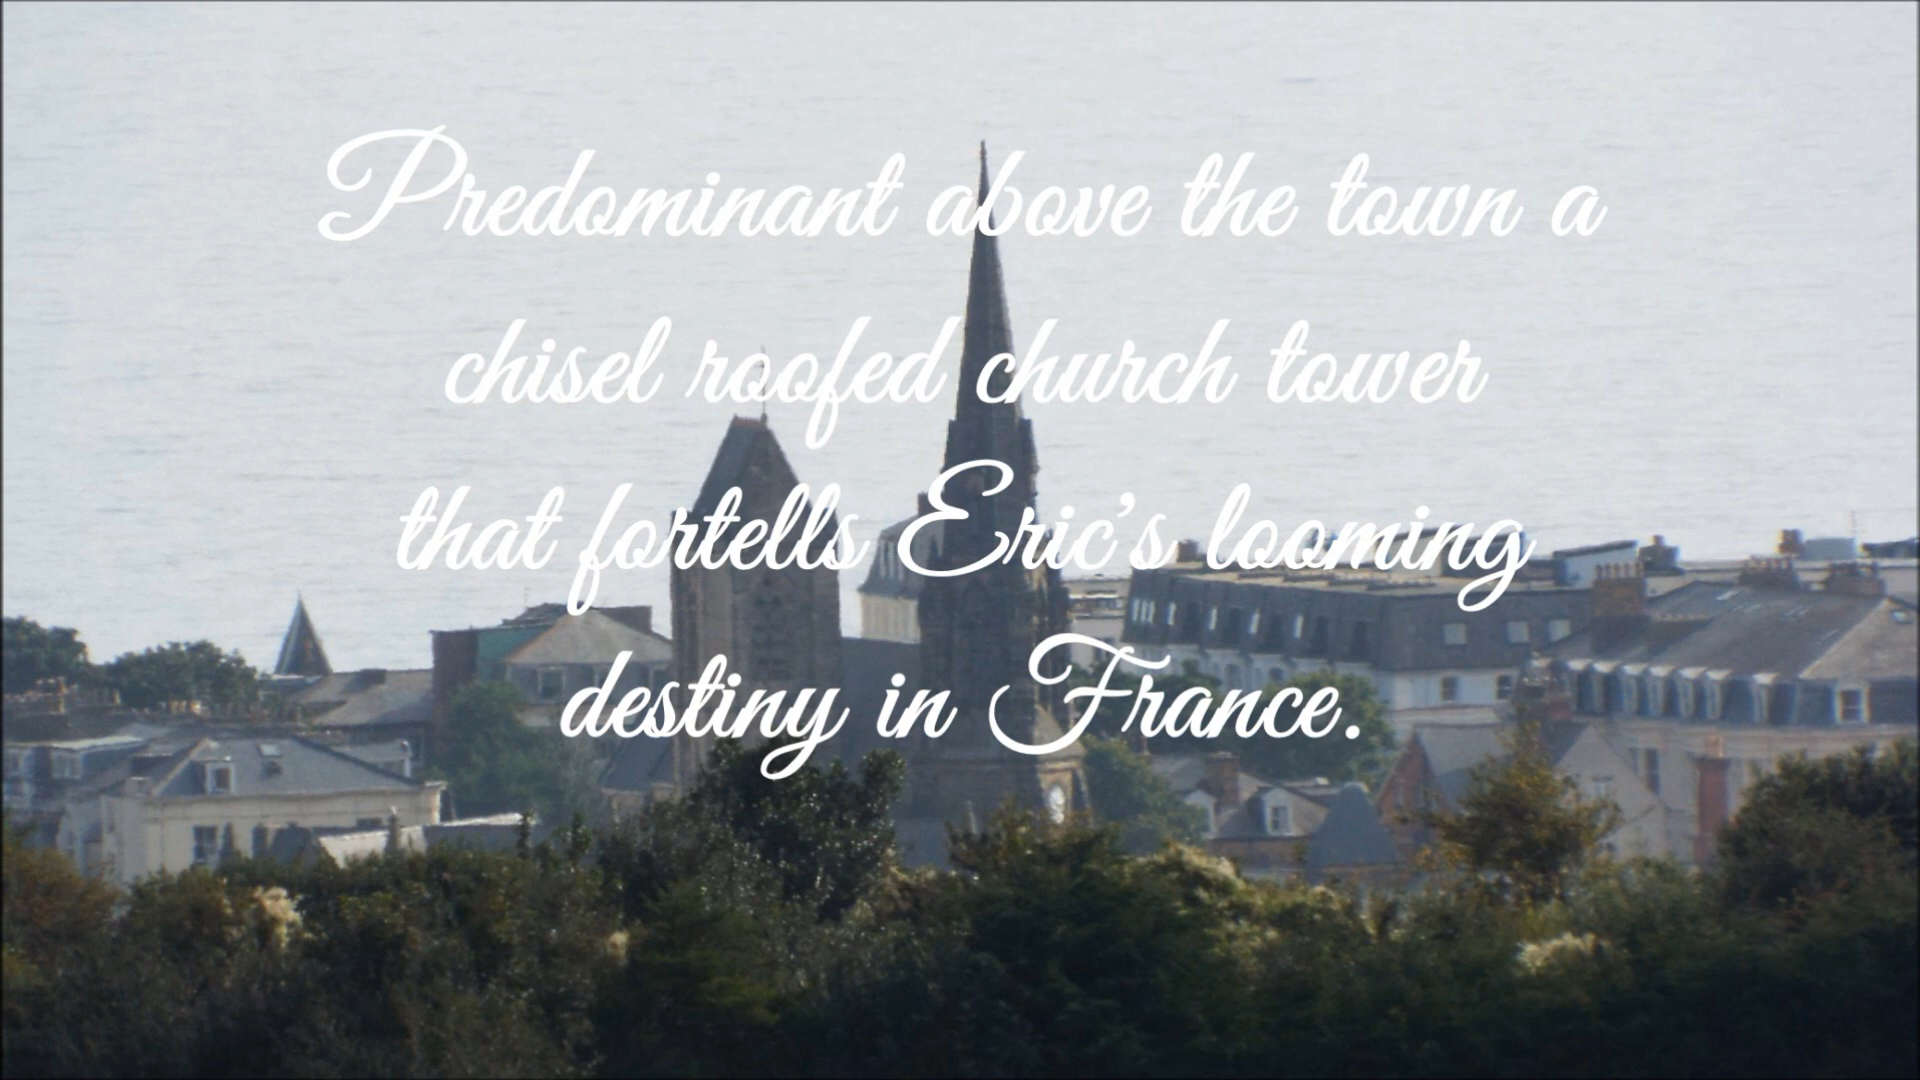 Predominant above the town a
chisel roofed church tower
that fortells Eric's looming
destiny in France.